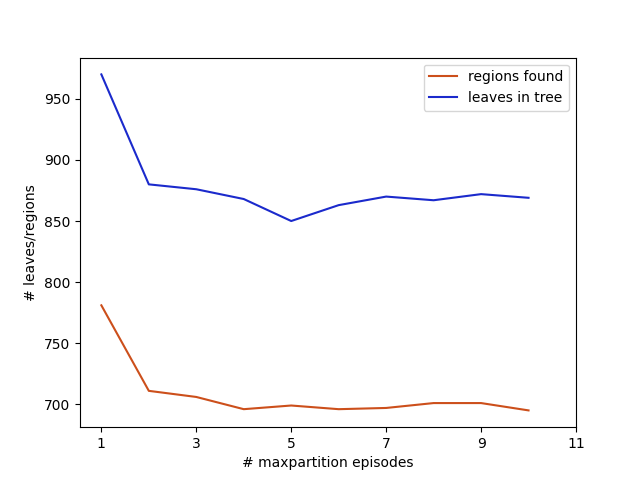 regions found
leaves in tree
# leaves/regions
950
900
850
800
750
700
1 3 5 7 9 11
# maxpartition episodes